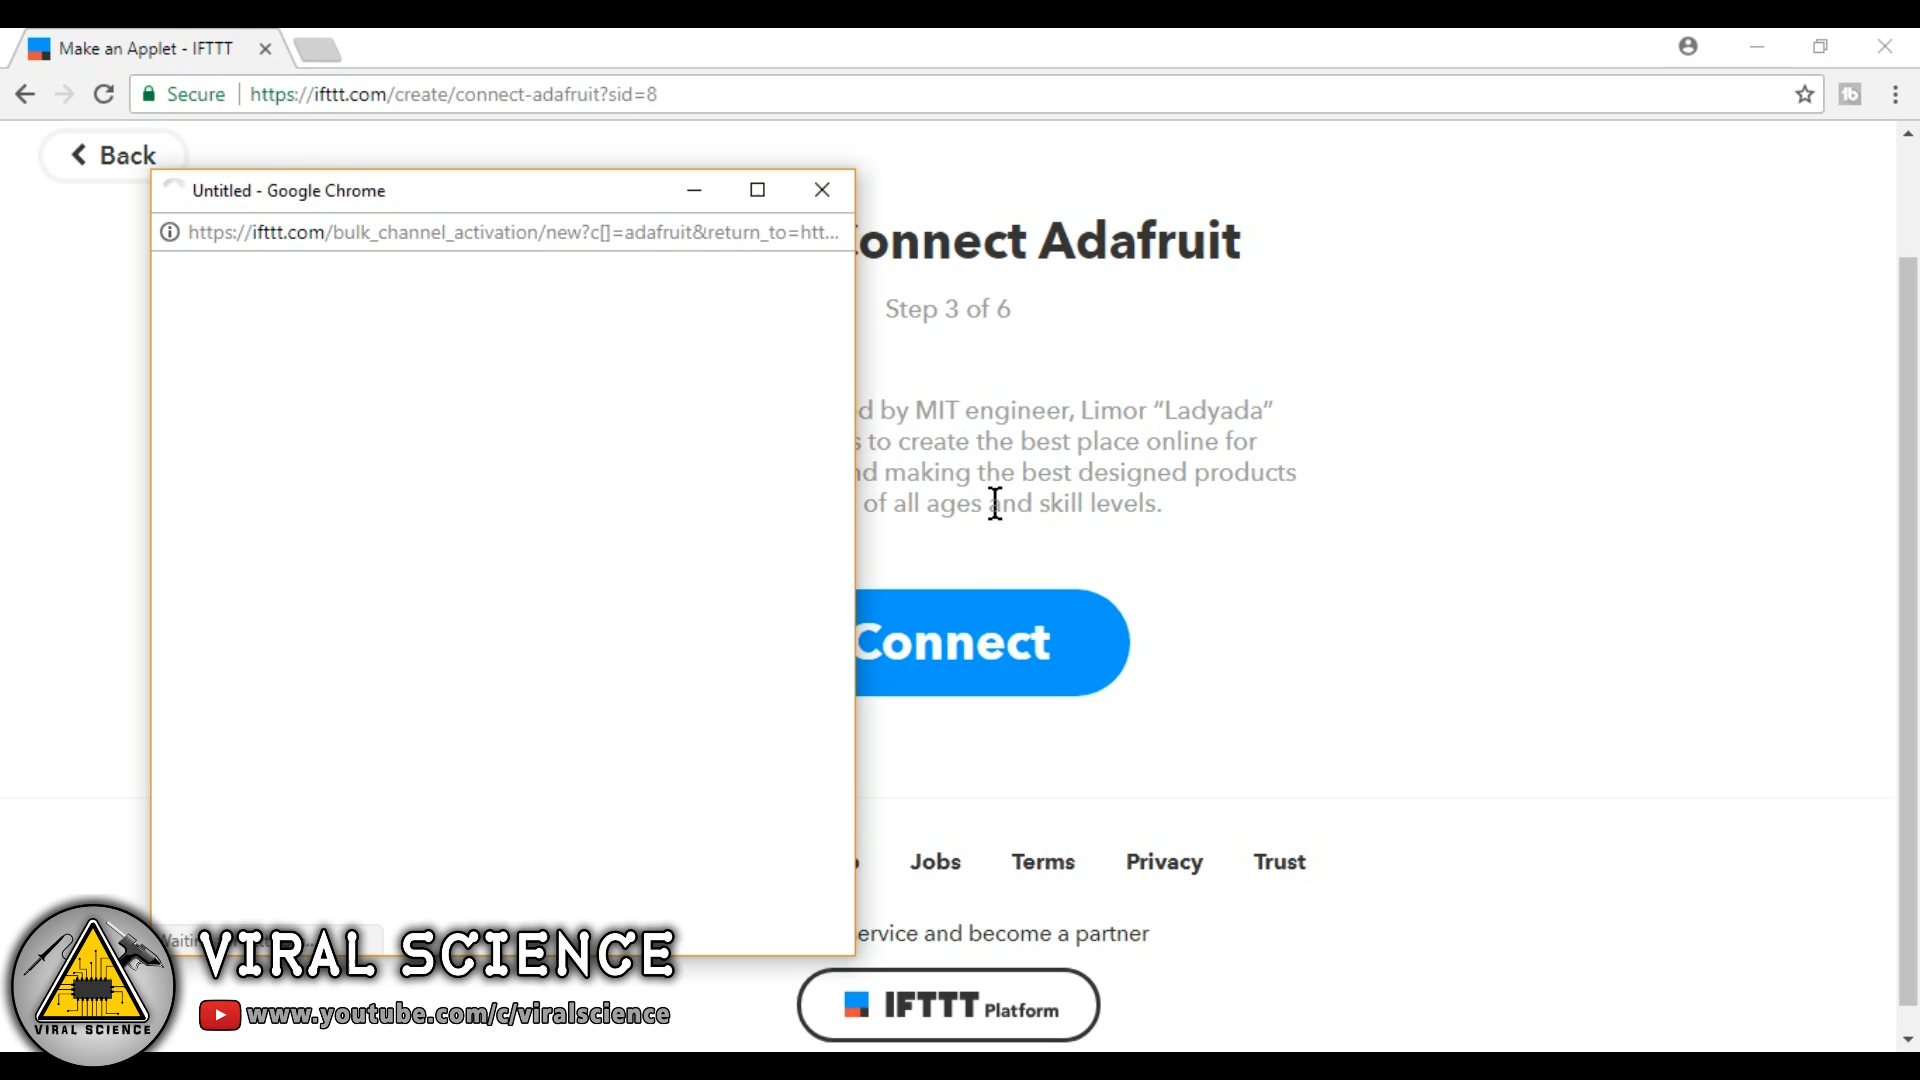 Make an Applet - IFTTT
Secure
https://ifttt.com/create/connect-adafruit?sid=8
Back
Untitled - Google Chrome
https://ifttt.com/bulk_channel_activation/new?c[]=adafruit&return_to=htt...
onnect Adafruit
Step 3 of 6
d by MIT engineer, Limor “Ladyada”
s to create the best place online for
nd making the best designed products
of all ages and skill levels.
Connect
Jobs Terms Privacy Trust
ervice and become a partner
IFTTT Platform
VIRAL SCIENCE
www.youtube.com/c/viralscience
VIRAL SCIENCE